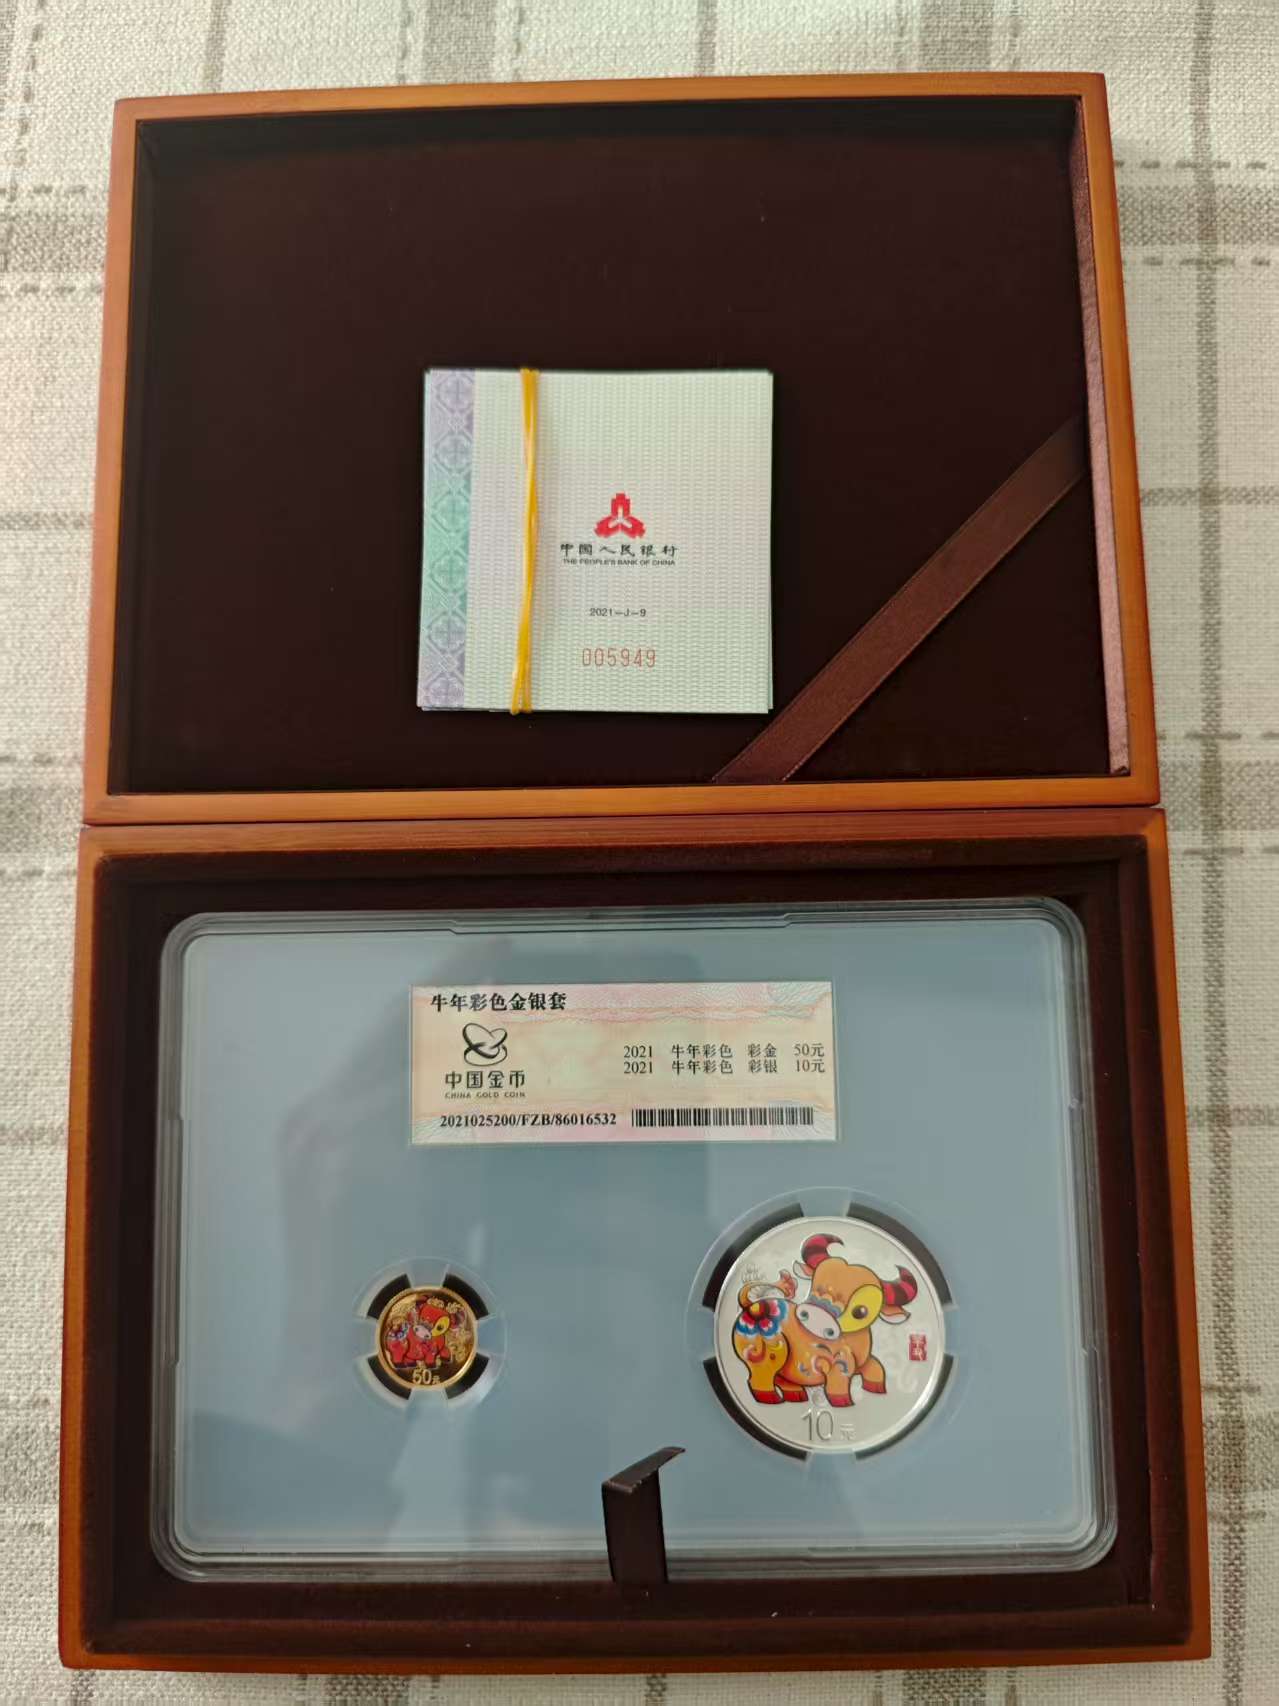 中国人民银行
THE PEOPLE'S BANK OF CHINA
2021-J-9
005949
牛年彩色金银套
中国金币
CHINA GOLD COIN
2021 牛年彩色 彩金 50元
2021 牛年彩色 彩银 10元
2021025200/FZB/86016532
50元
10元